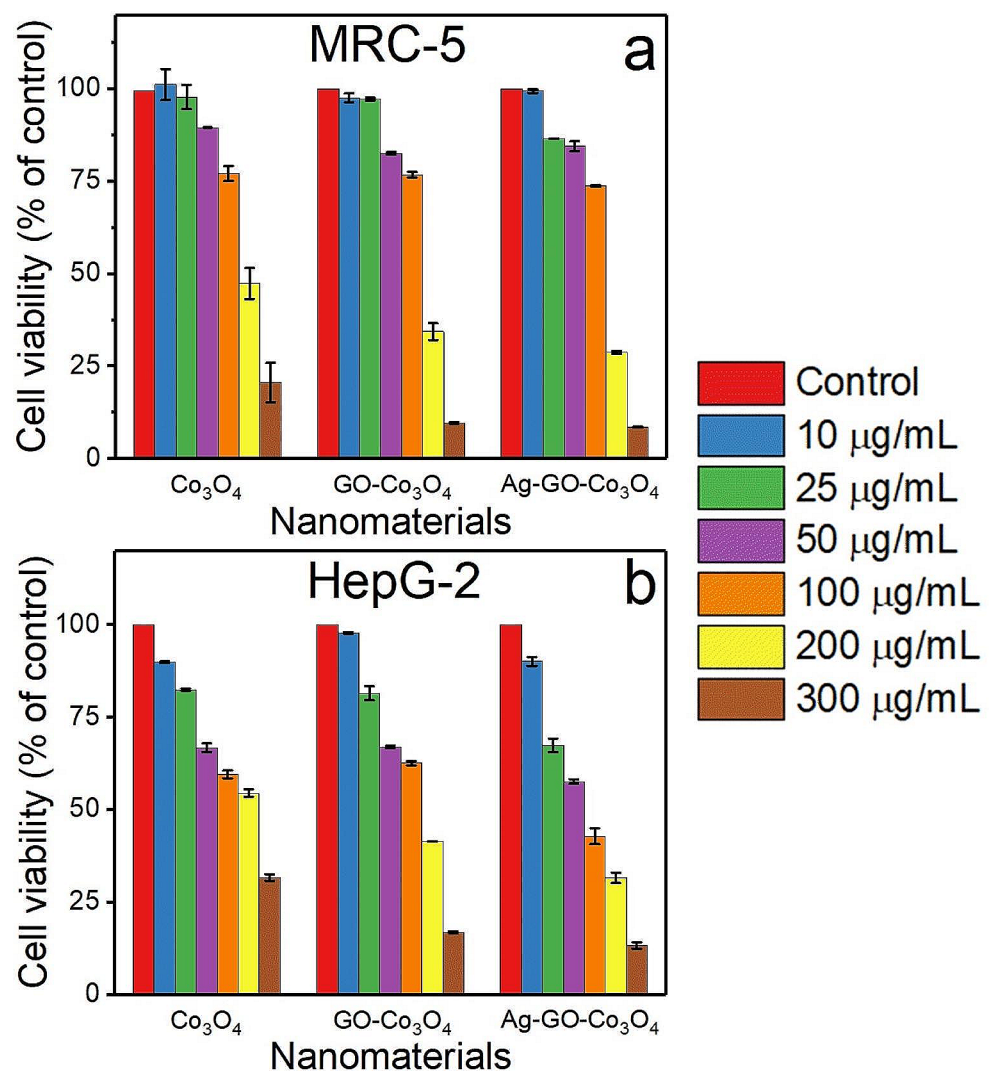 MRC-5
a
Cell viability (% of control)
100
75
50
25
0
Co₃O₄
GO-Co₃O₄
Ag-GO-Co₃O₄
Nanomaterials
HepG-2
b
Cell viability (% of control)
100
75
50
25
0
Co₃O₄
GO-Co₃O₄
Ag-GO-Co₃O₄
Nanomaterials
Control
10 μg/mL
25 μg/mL
50 μg/mL
100 μg/mL
200 μg/mL
300 μg/mL